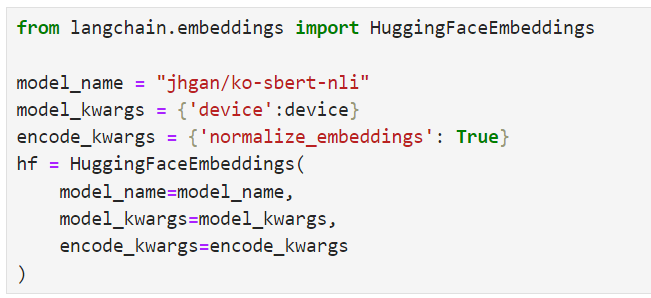 from langchain.embeddings import HuggingFaceEmbeddings

model_name = "jhgan/ko-sbert-nli"
model_kwargs = {'device':device}
encode_kwargs = {'normalize_embeddings': True}
hf = HuggingFaceEmbeddings(
    model_name=model_name,
    model_kwargs=model_kwargs,
    encode_kwargs=encode_kwargs
)